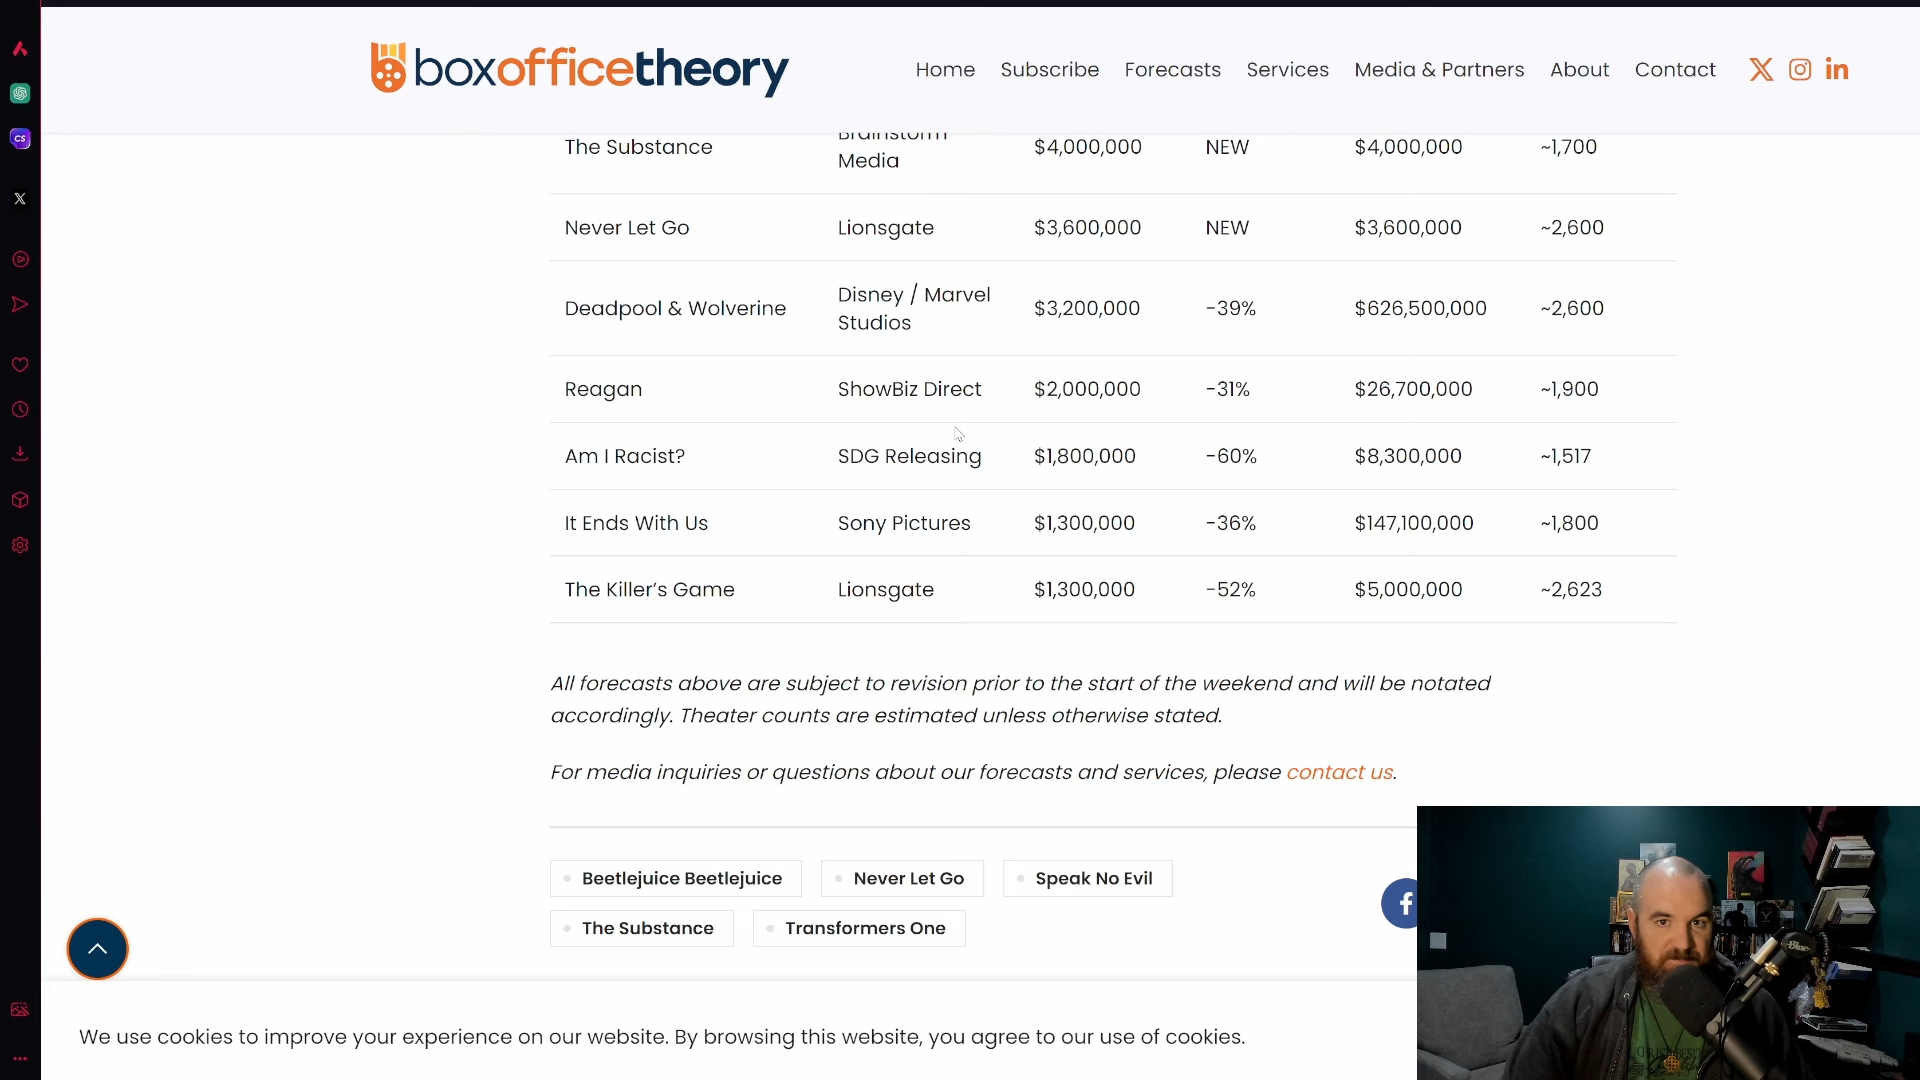 boxofficetheory
Home Subscribe Forecasts Services Media & Partners About Contact
CS
The Substance Brainstorm Media $4,000,000 NEW $4,000,000 ~1,700
Never Let Go Lionsgate $3,600,000 NEW $3,600,000 ~2,600
Deadpool & Wolverine Disney / Marvel Studios $3,200,000 -39% $626,500,000 ~2,600
Reagan ShowBiz Direct $2,000,000 -31% $26,700,000 ~1,900
Am I Racist? SDG Releasing $1,800,000 -60% $8,300,000 ~1,517
It Ends With Us Sony Pictures $1,300,000 -36% $147,100,000 ~1,800
The Killer’s Game Lionsgate $1,300,000 -52% $5,000,000 ~2,623
All forecasts above are subject to revision prior to the start of the weekend and will be notated
accordingly. Theater counts are estimated unless otherwise stated.
For media inquiries or questions about our forecasts and services, please contact us.
Beetlejuice Beetlejuice Never Let Go Speak No Evil
The Substance Transformers One
We use cookies to improve your experience on our website. By browsing this website, you agree to our use of cookies.
Blue